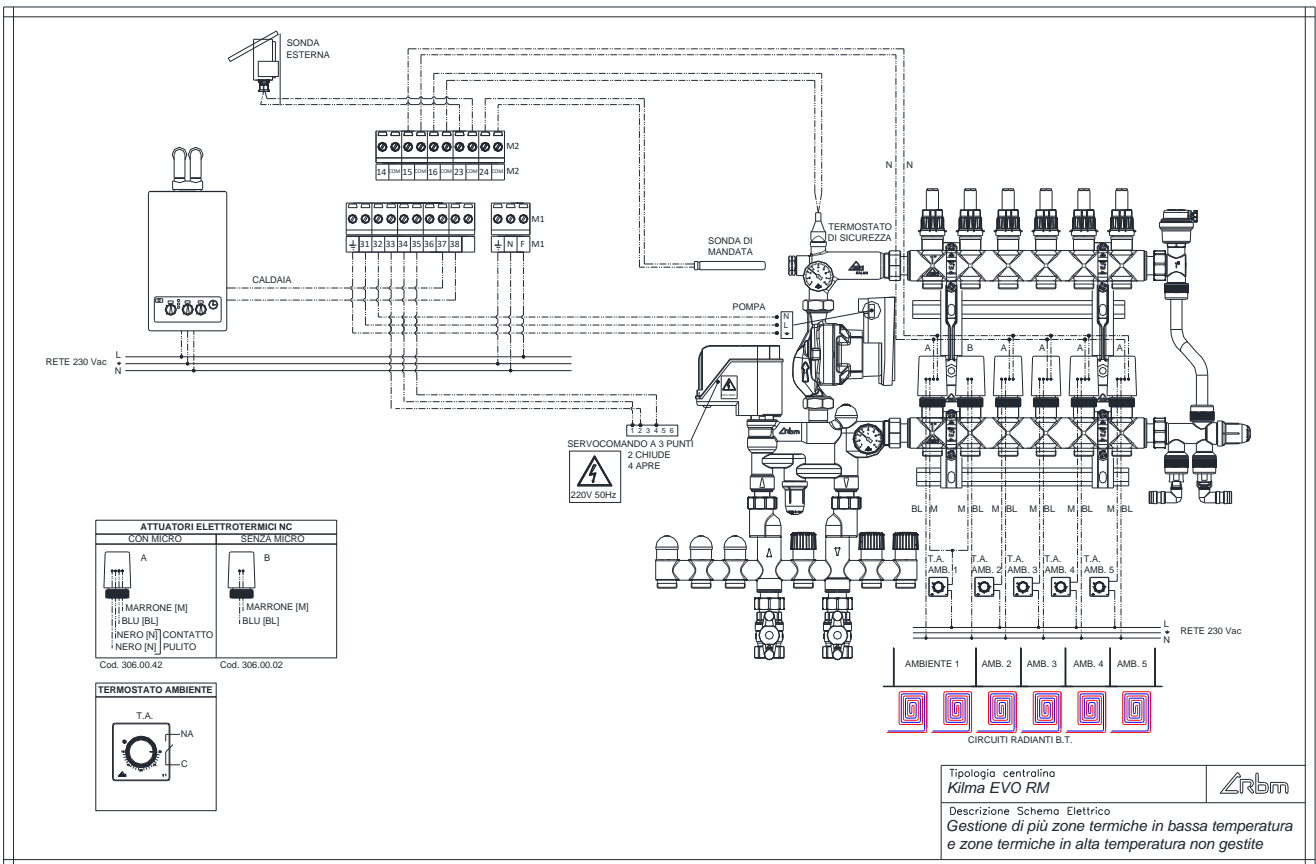 SONDA
ESTERNA
M2
14 COM 15 COM 16 COM 23 COM 24 COM M2
M1
31 32 33 34 35 36 37 38 N F M1
CALDAIA
RETE 230 Vac
L
N
N N
TERMOSTATO
DI SICUREZZA
SONDA DI
MANDATA
POMPA
N
L
A B A A A A
1 2 3 4 5 6
SERVOCOMANDO A 3 PUNTI
2 CHIUDE
4 APRE
220V 50Hz
rbm
BL M M BL M BL M BL M BL M BL
T.A.
AMB. 1
T.A.
AMB. 2
T.A.
AMB. 3
T.A.
AMB. 4
T.A.
AMB. 5
L
N
RETE 230 Vac
AMBIENTE 1 AMB. 2 AMB. 3 AMB. 4 AMB. 5
CIRCUITI RADIANTI B.T.
ATTUATORI ELETTROTERMICI NC
CON MICRO SENZA MICRO
A
MARRONE [M]
BLU [BL]
NERO [N] CONTATTO
NERO [N] PULITO
Cod. 306.00.42
B
MARRONE [M]
BLU [BL]
Cod. 306.00.02
TERMOSTATO AMBIENTE
T.A.
NA
C
Tipologia centralina
Kilma EVO RM
rbm
Descrizione Schema Elettrico
Gestione di più zone termiche in bassa temperatura
e zone termiche in alta temperatura non gestite